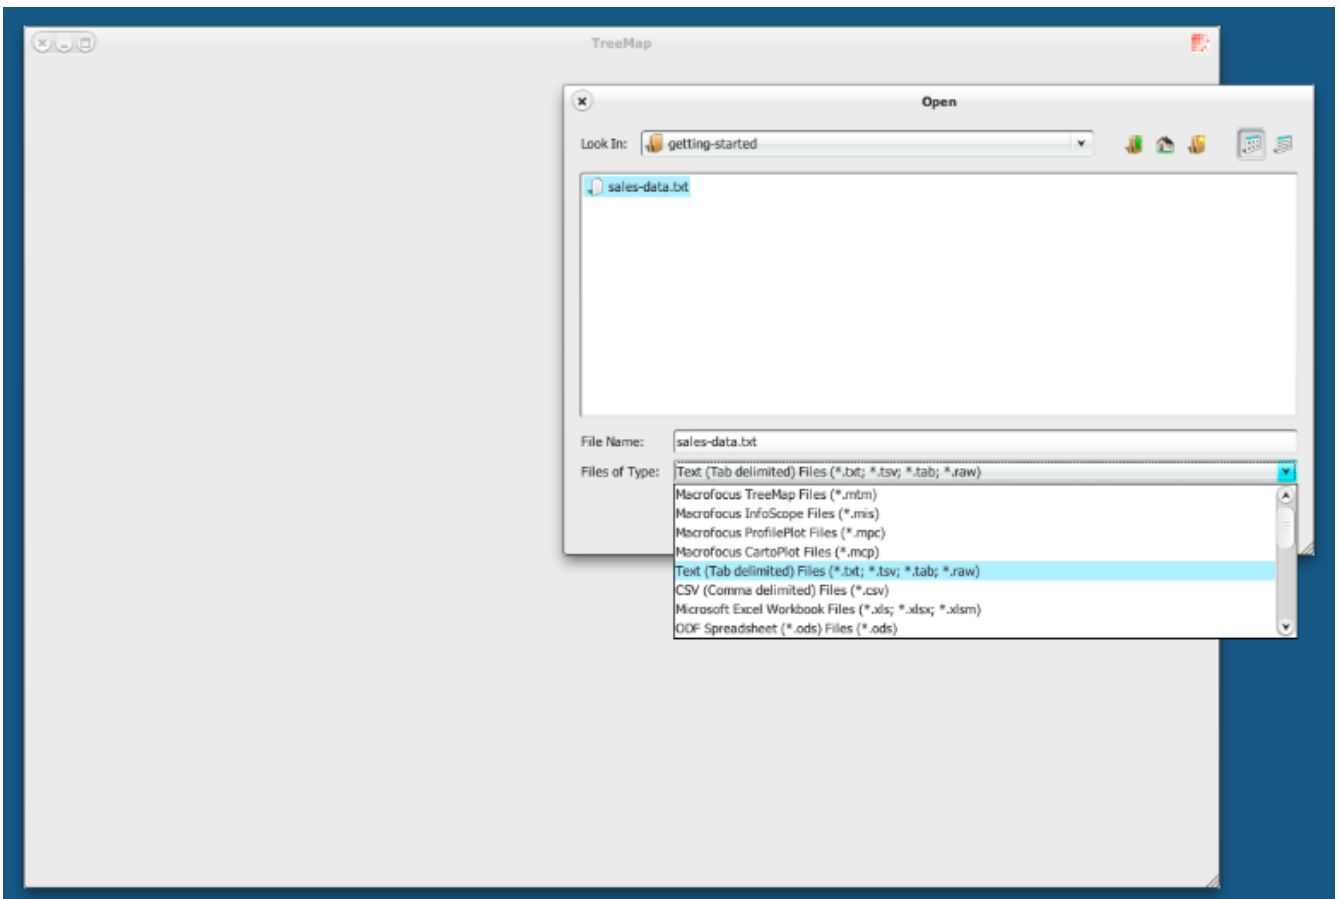 TreeMap
Open
Look In: getting-started
sales-data.txt
File Name: sales-data.txt
Files of Type: Text (Tab delimited) Files (*.txt; *.tsv; *.tab; *.raw)
Macrofocus TreeMap Files (*.mtm)
Macrofocus InfoScope Files (*.mis)
Macrofocus ProfilePlot Files (*.mpc)
Macrofocus CartoPlot Files (*.mcp)
Text (Tab delimited) Files (*.txt; *.tsv; *.tab; *.raw)
CSV (Comma delimited) Files (*.csv)
Microsoft Excel Workbook Files (*.xls; *.xlsx; *.xlsm)
ODF Spreadsheet (*.ods) Files (*.ods)